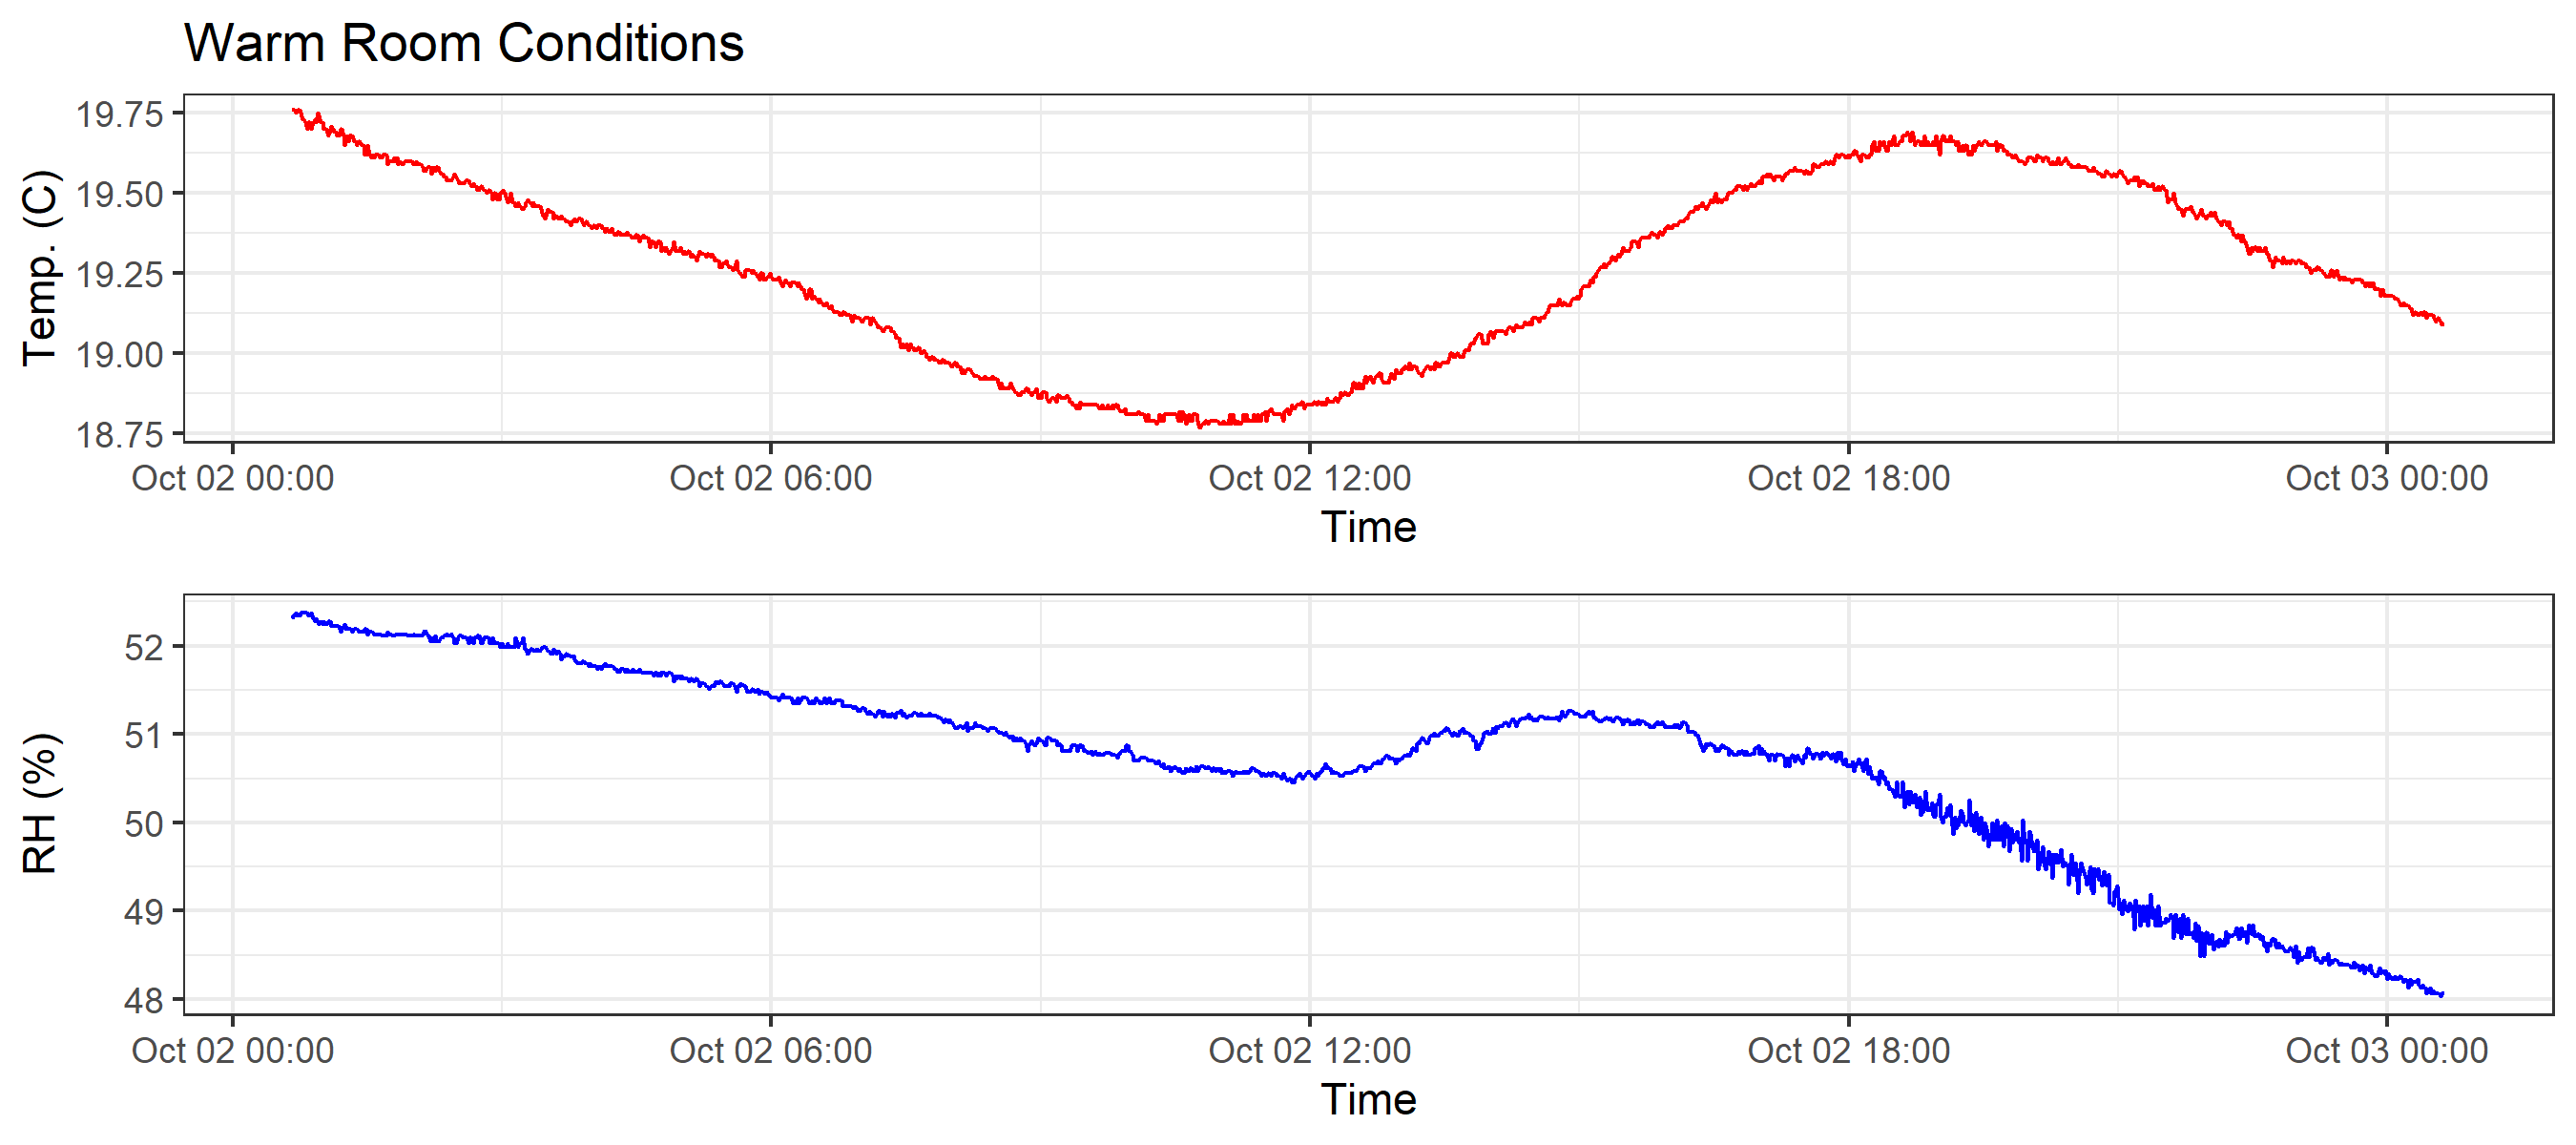 Warm Room Conditions
19.75
19.50
19.25
19.00
18.75
Temp. (C)
Oct 02 00:00 Oct 02 06:00 Oct 02 12:00 Oct 02 18:00 Oct 03 00:00
Time
52
51
50
49
48
RH (%)
Oct 02 00:00 Oct 02 06:00 Oct 02 12:00 Oct 02 18:00 Oct 03 00:00
Time